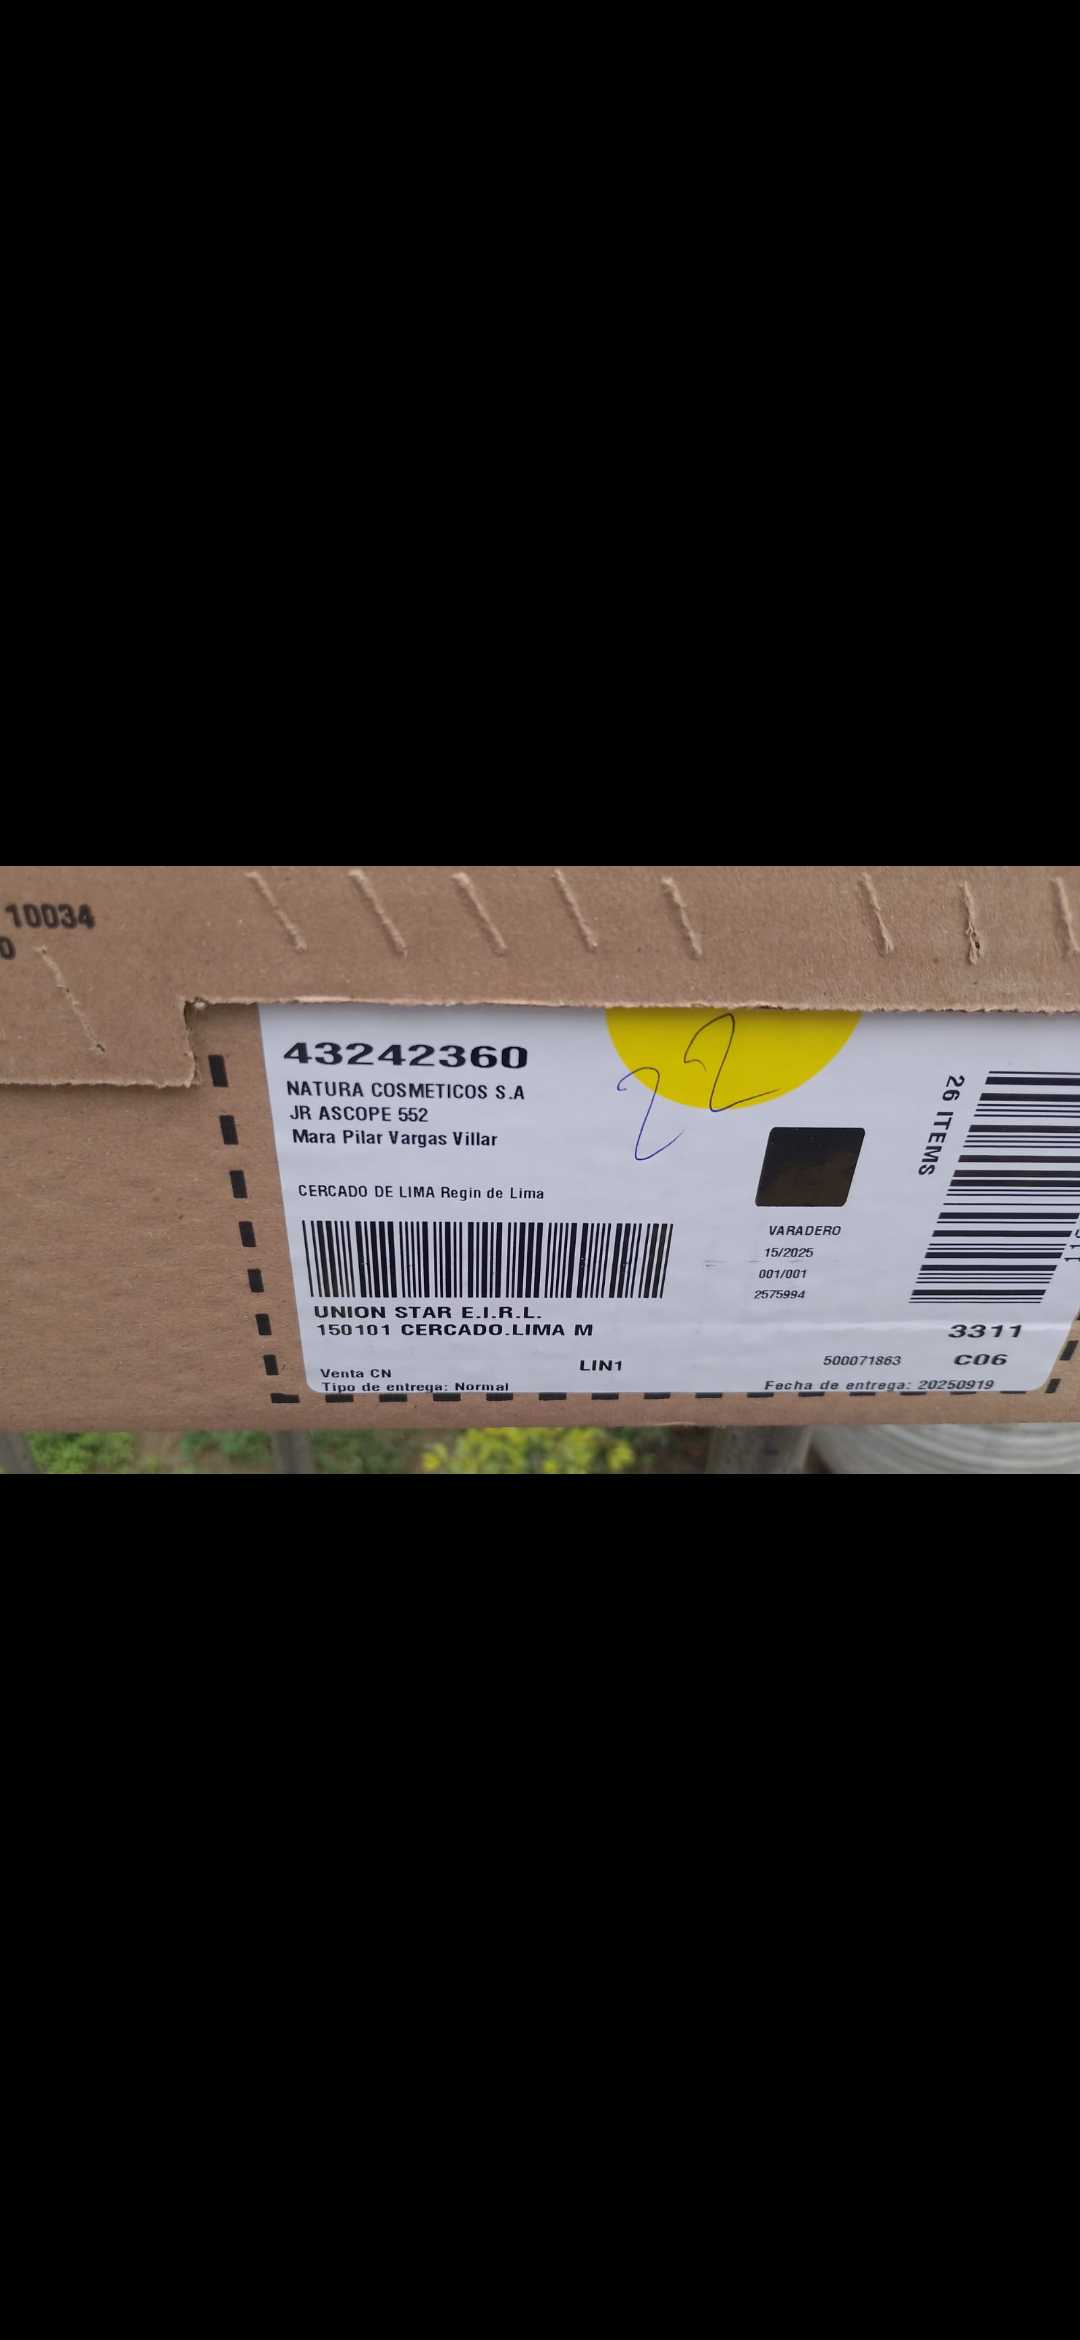 10034
0
43242360
NATURA COSMETICOS S.A
JR ASCOPE 552
Mara Pilar Vargas Villar
22
26 ITEMS
CERCADO DE LIMA Regin de Lima
VARADERO
15/2025
001/001
2575994
UNION STAR E.I.R.L.
150101 CERCADO.LIMA M
3311
Venta CN
LIN1
500071863
C06
Tipo de entrega: Normal
Fecha de entrega: 20250919